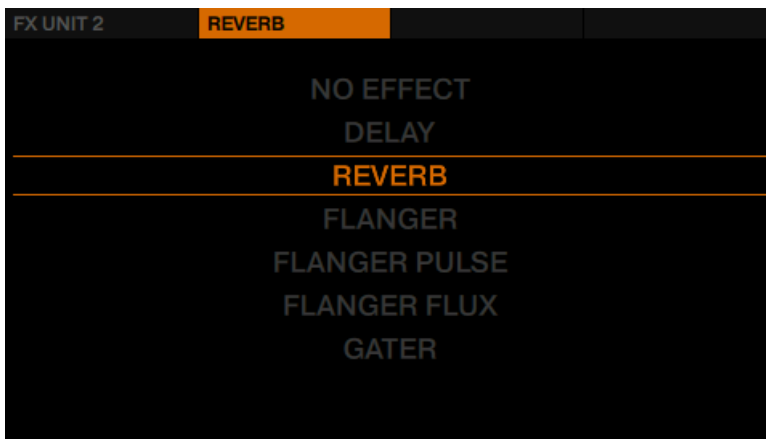 FX UNIT 2 REVERB
NO EFFECT
DELAY
REVERB
FLANGER
FLANGER PULSE
FLANGER FLUX
GATER